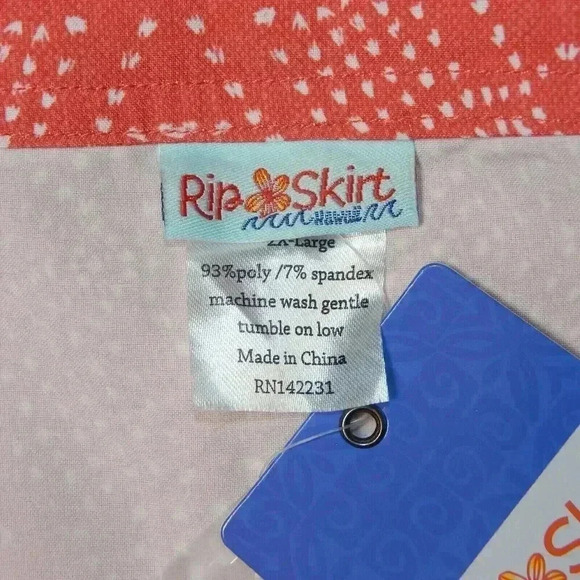 Rip Skirt
Hawaii
2X-Large
93%poly /7% spandex
machine wash gentle
tumble on low
Made in China
RN142231